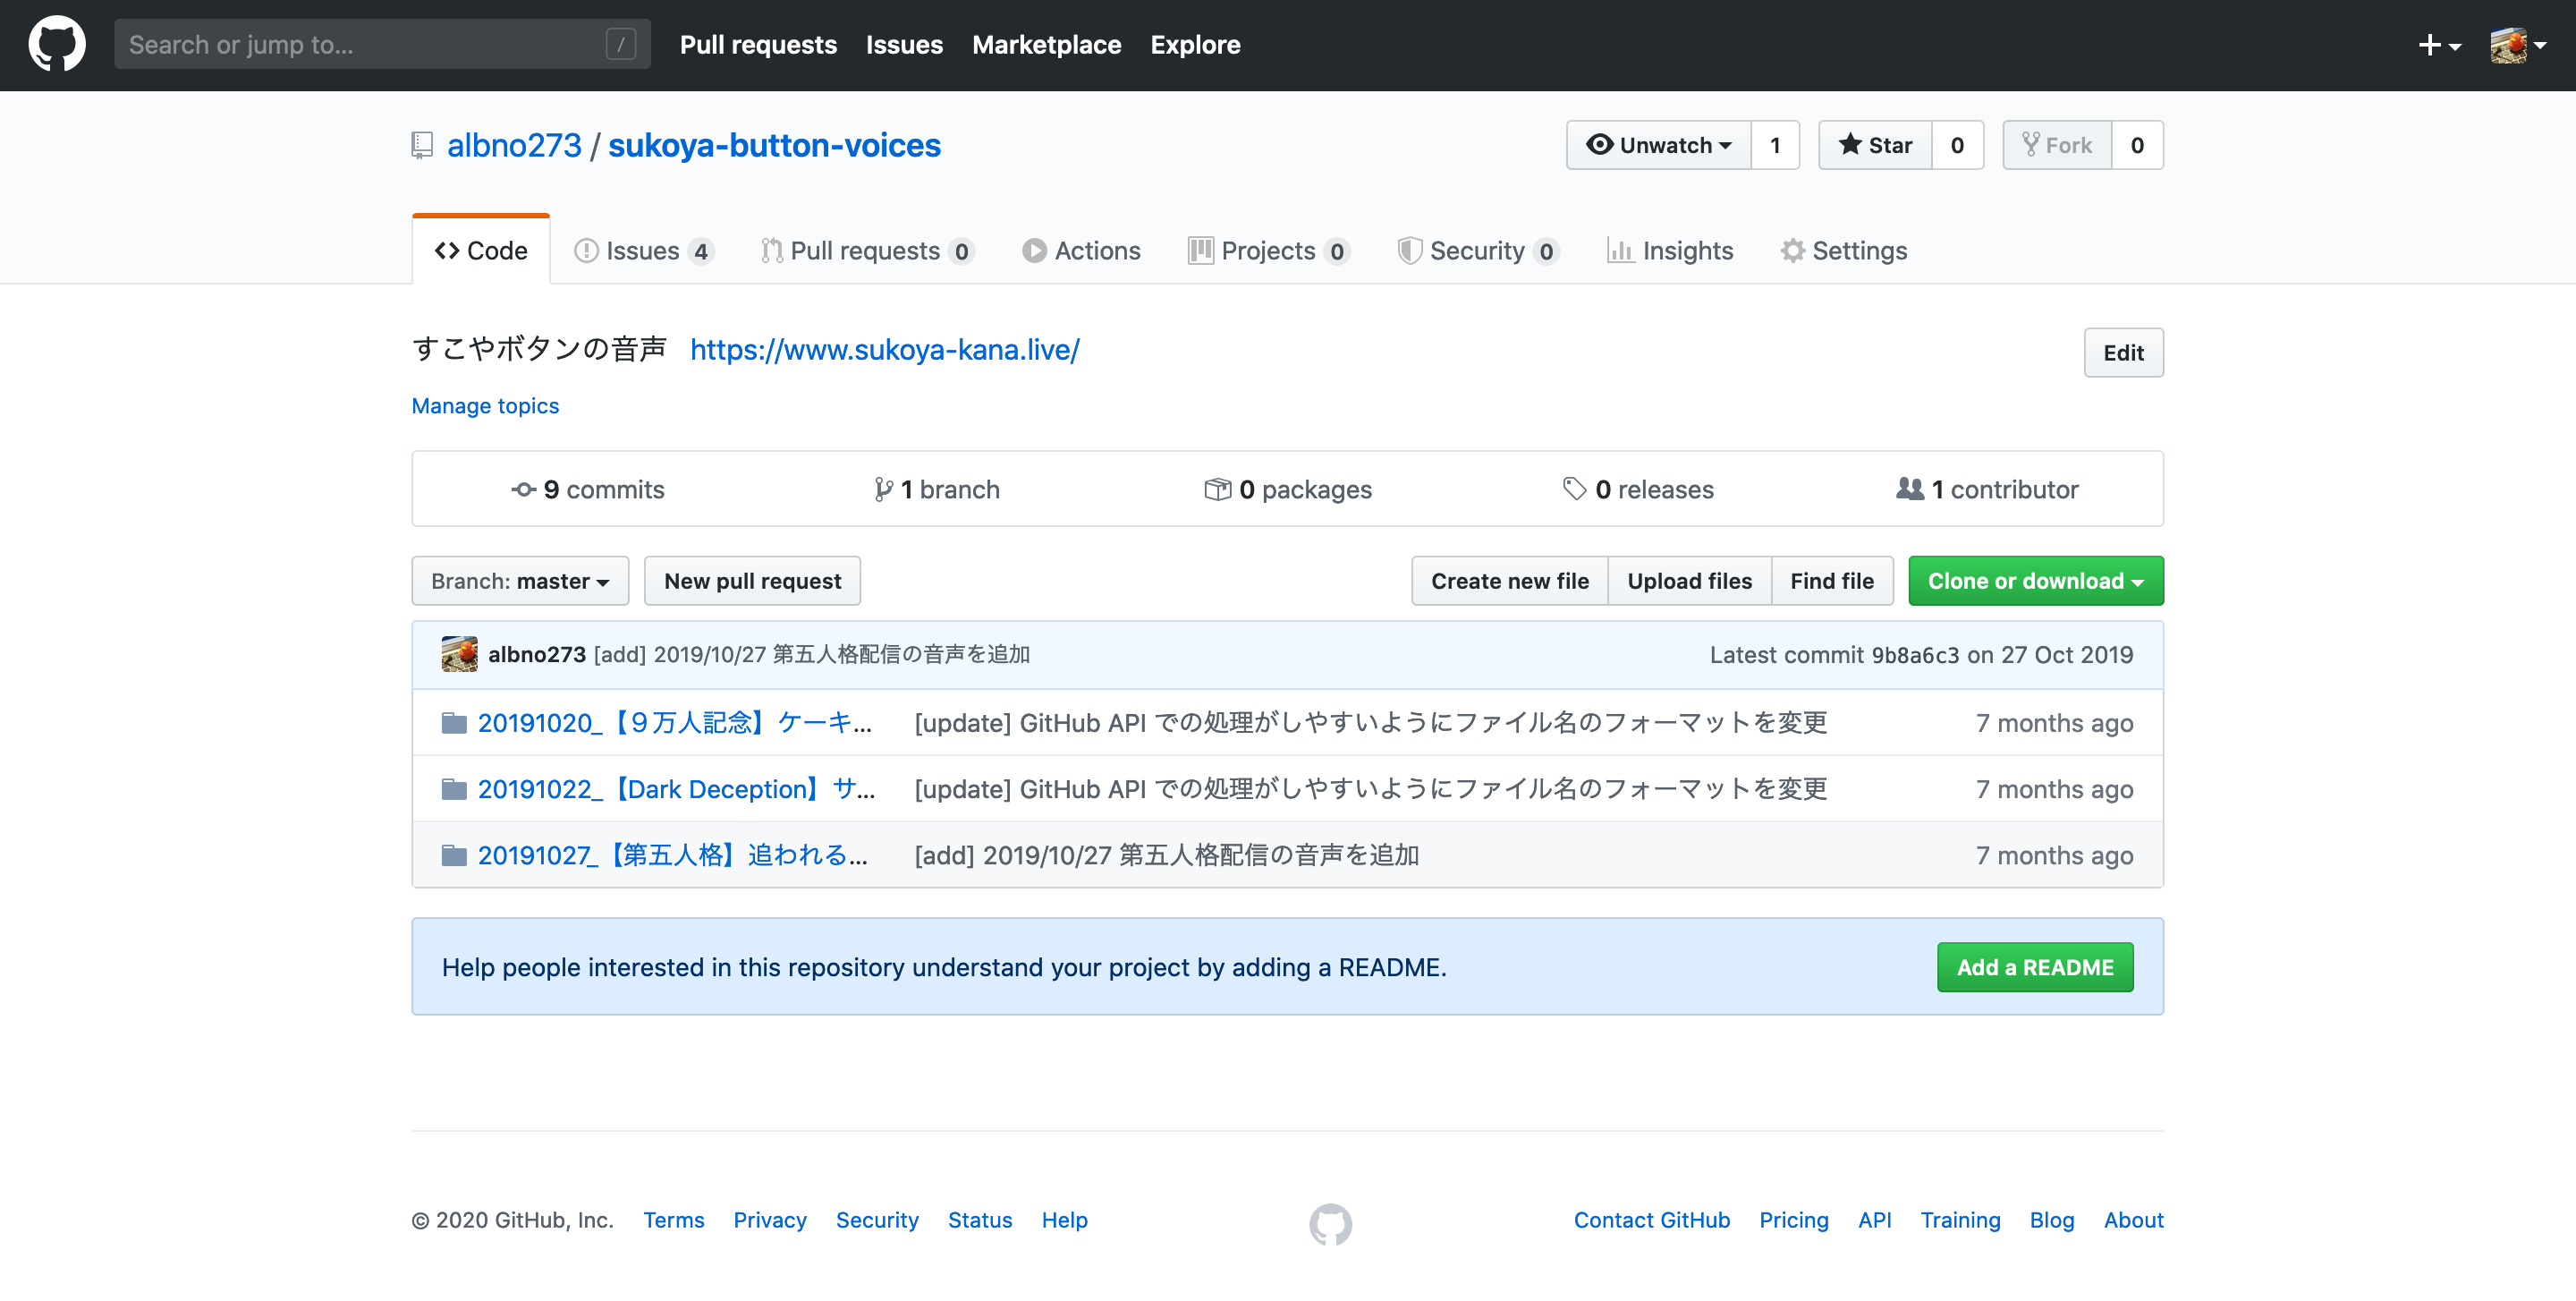 Search or jump to... / Pull requests Issues Marketplace Explore
albno273 / sukoya-button-voices Unwatch 1 Star 0 Fork 0
Code Issues 4 Pull requests 0 Actions Projects 0 Security 0 Insights Settings
すこやボタンの音声 https://www.sukoya-kana.live/ Edit
Manage topics
9 commits 1 branch 0 packages 0 releases 1 contributor
Branch: master New pull request Create new file Upload files Find file Clone or download
albno273 [add] 2019/10/27 第五人格配信の音声を追加 Latest commit 9b8a6c3 on 27 Oct 2019
20191020_【９万人記念】ケーキ... [update] GitHub API での処理がしやすいようにファイル名のフォーマットを変更 7 months ago
20191022_【Dark Deception】サ... [update] GitHub API での処理がしやすいようにファイル名のフォーマットを変更 7 months ago
20191027_【第五人格】追われる... [add] 2019/10/27 第五人格配信の音声を追加 7 months ago
Help people interested in this repository understand your project by adding a README. Add a README
© 2020 GitHub, Inc. Terms Privacy Security Status Help Contact GitHub Pricing API Training Blog About